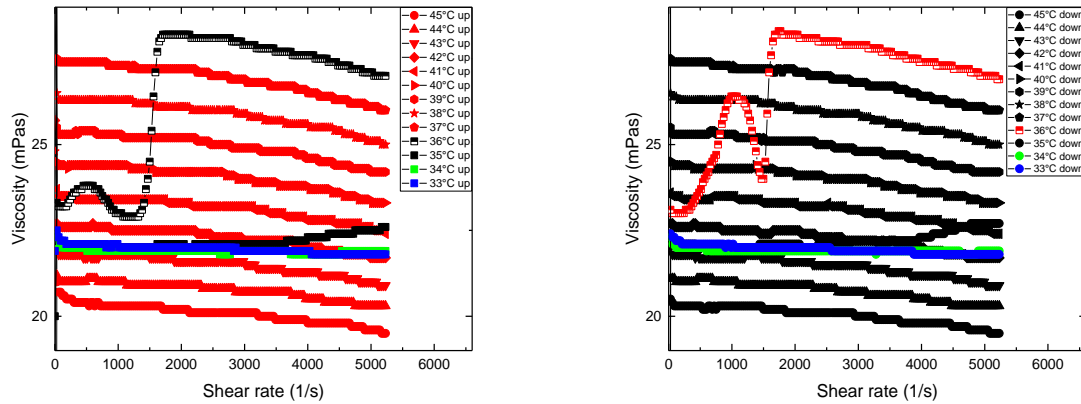 45°C up
44°C up
43°C up
42°C up
41°C up
40°C up
39°C up
38°C up
37°C up
36°C up
35°C up
34°C up
33°C up
25
20
Viscosity (mPas)
0 1000 2000 3000 4000 5000 6000
Shear rate (1/s)
45°C down
44°C down
43°C down
42°C down
41°C down
40°C down
39°C down
38°C down
37°C down
36°C down
35°C down
34°C down
33°C down
25
20
Viscosity (mPas)
0 1000 2000 3000 4000 5000 6000
Shear rate (1/s)